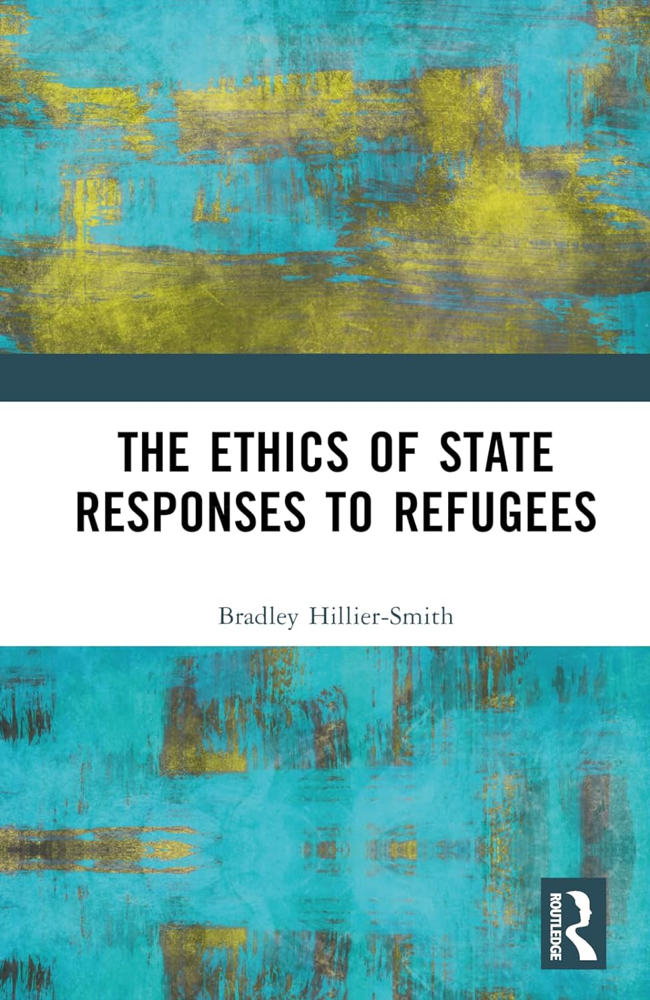 THE ETHICS OF STATE
RESPONSES TO REFUGEES
Bradley Hillier-Smith
ROUTLEDGE